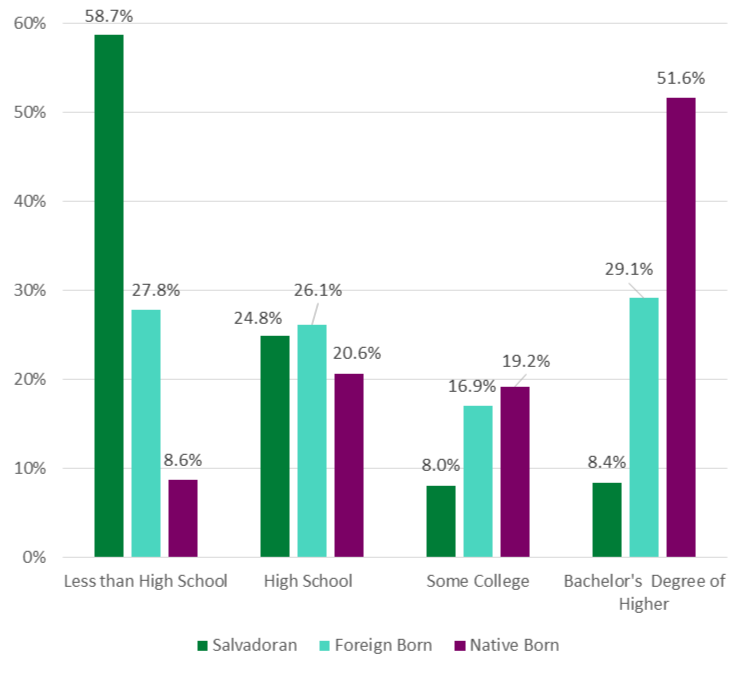 60%
58.7%
51.6%
50%
40%
30%
27.8%
26.1%
29.1%
24.8%
20.6%
20%
16.9%
19.2%
10%
8.6%
8.0%
8.4%
0%
Less than High School
High School
Some College
Bachelor's Degree of
Higher
Salvadoran
Foreign Born
Native Born